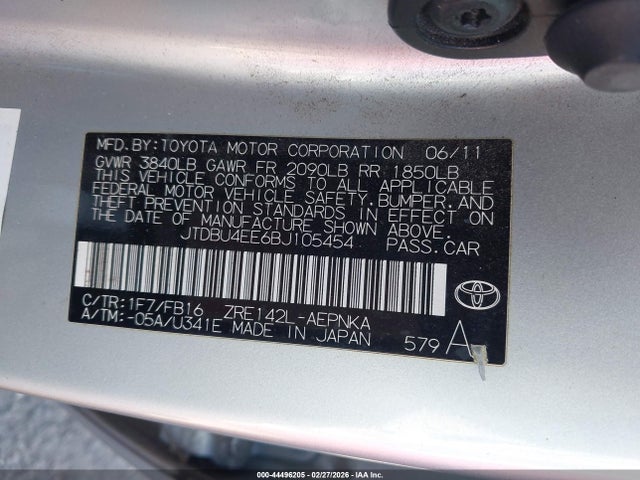 MFD.BY:TOYOTA MOTOR CORPORATION 06/11
GVWR 3840LB GAWR FR 2090LB RR 1850LB
THIS VEHICLE CONFORMS TO ALL APPLICABLE
FEDERAL MOTOR VEHICLE SAFETY,BUMPER,AND
THEFT PREVENTION STANDARDS IN EFFECT ON
THE DATE OF MANUFACTURE SHOWN ABOVE.
JTDBU4EE6BJ105454 PASS.CAR
C/TR:1F7/FB16 ZRE142L-AEPNKA
A/TM:-05A/U341E MADE IN JAPAN 579 A
000-44496205 - 02/27/2026 - IAA Inc.